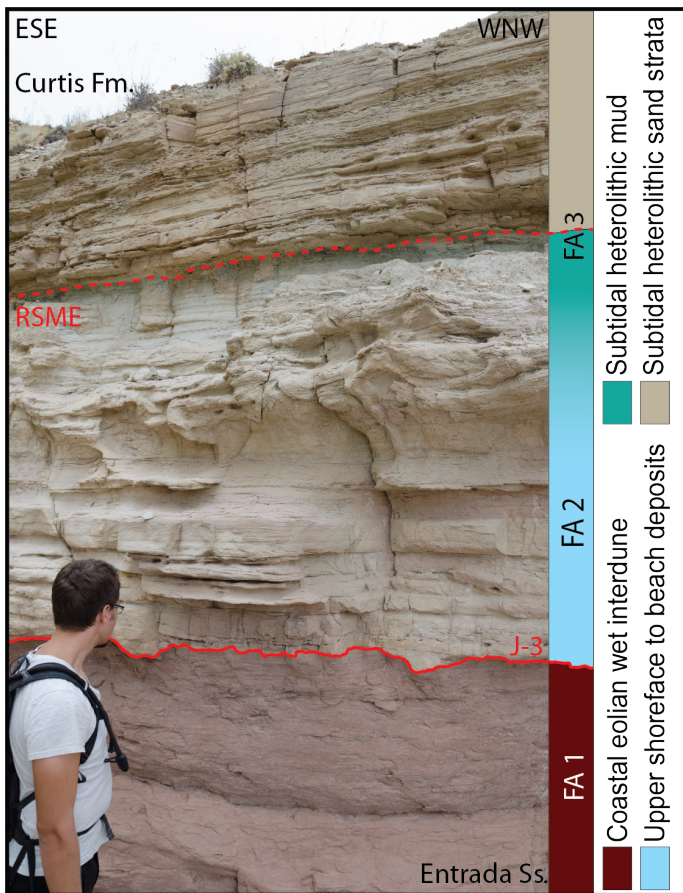 ESE
WNW
Curtis Fm.
RSME
J-3
Entrada Ss.
FA 3
FA 2
FA 1
Coastal eolian wet interdune
Upper shoreface to beach deposits
Subtidal heterolithic mud
Subtidal heterolithic sand strata